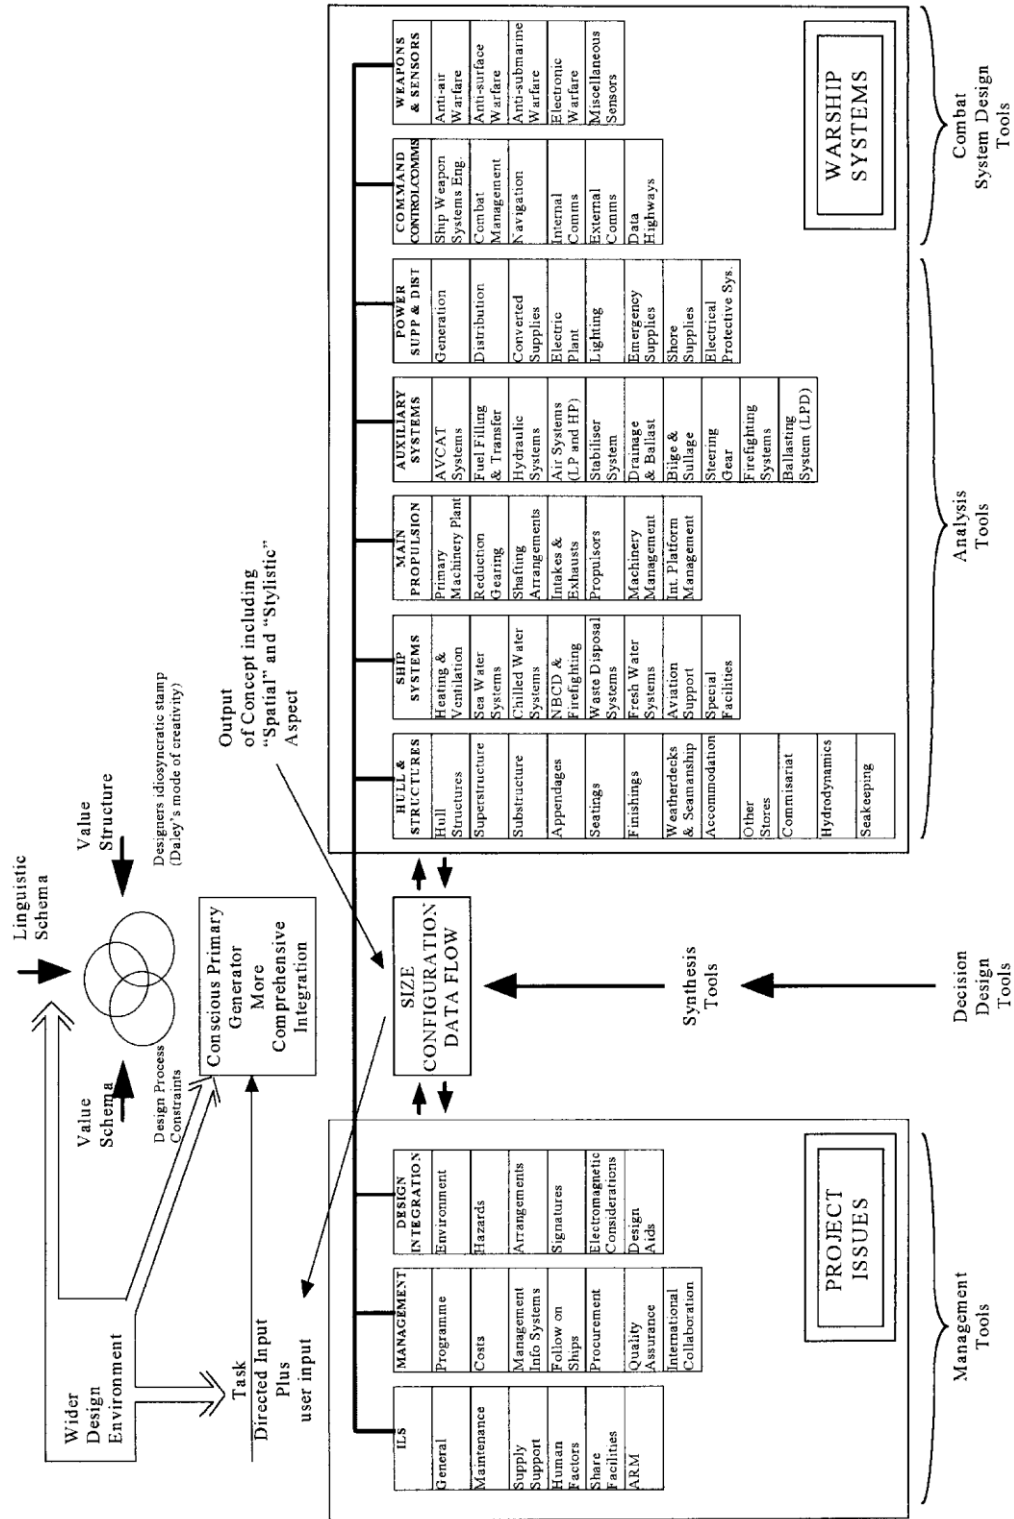 Wider
Design
Environment
Task
Directed Input
Plus
user input
Linguistic
Schema
Value
Schema
Value
Structure
Design Process
Constraints
Designers idiosyncratic stamp
(Daley's mode of creativity)
Conscious Primary
Generator
More
Comprehensive
Integration
Output
of Concept including
“Spatial” and “Stylistic”
Aspect
ILS
General
Maintenance
Supply
Support
Human
Factors
Share
Facilities
ARM
MANAGEMENT
Programme
Costs
Management
Info Systems
Follow on
Ships
Procurement
Quality
Assurance
International
Collaboration
DESIGN
INTEGRATION
Environment
Hazards
Arrangements
Signatures
Electromagnetic
Considerations
Design
Aids
PROJECT
ISSUES
Management
Tools
SIZE
CONFIGURATION
DATA FLOW
Synthesis
Tools
Decision
Design
Tools
HULL &
STRUCTURES
Hull
Structures
Superstructure
Substructure
Appendages
Seatings
Finishings
Weatherdecks
& Seamanship
Accommodation
Other
Stores
Commisariat
Hydrodynamics
Seakeeping
SHIP
SYSTEMS
Heating &
Ventilation
Sea Water
Systems
Chilled Water
Systems
NBCD &
Firefighting
Waste Disposal
Systems
Fresh Water
Systems
Aviation
Support
Special
Facilities
MAIN
PROPULSION
Primary
Machinery Plant
Reduction
Gearing
Shafting
Arrangements
Intakes &
Exhausts
Propulsors
Machinery
Management
Int. Platform
Management
AUXILIARY
SYSTEMS
AVCAT
Systems
Fuel Filling
& Transfer
Hydraulic
Systems
Air Systems
(LP and HP)
Stabiliser
System
Drainage
& Ballast
Bilge &
Sullage
Steering
Gear
Firefighting
Systems
Ballasting
System (LPD)
POWER
SUPP & DIST
Generation
Distribution
Converted
Supplies
Electric
Plant
Lighting
Emergency
Supplies
Shore
Supplies
Electrical
Protective Sys.
COMMAND
CONTROL.COMMS
Ship Weapon
Systems Eng.
Combat
Management
Navigation
Internal
Comms
External
Comms
Data
Highways
WEAPONS
& SENSORS
Anti-air
Warfare
Anti-surface
Warfare
Anti-submarine
Warfare
Electronic
Warfare
Miscellaneous
Sensors
WARSHIP
SYSTEMS
Analysis
Tools
Combat
System Design
Tools